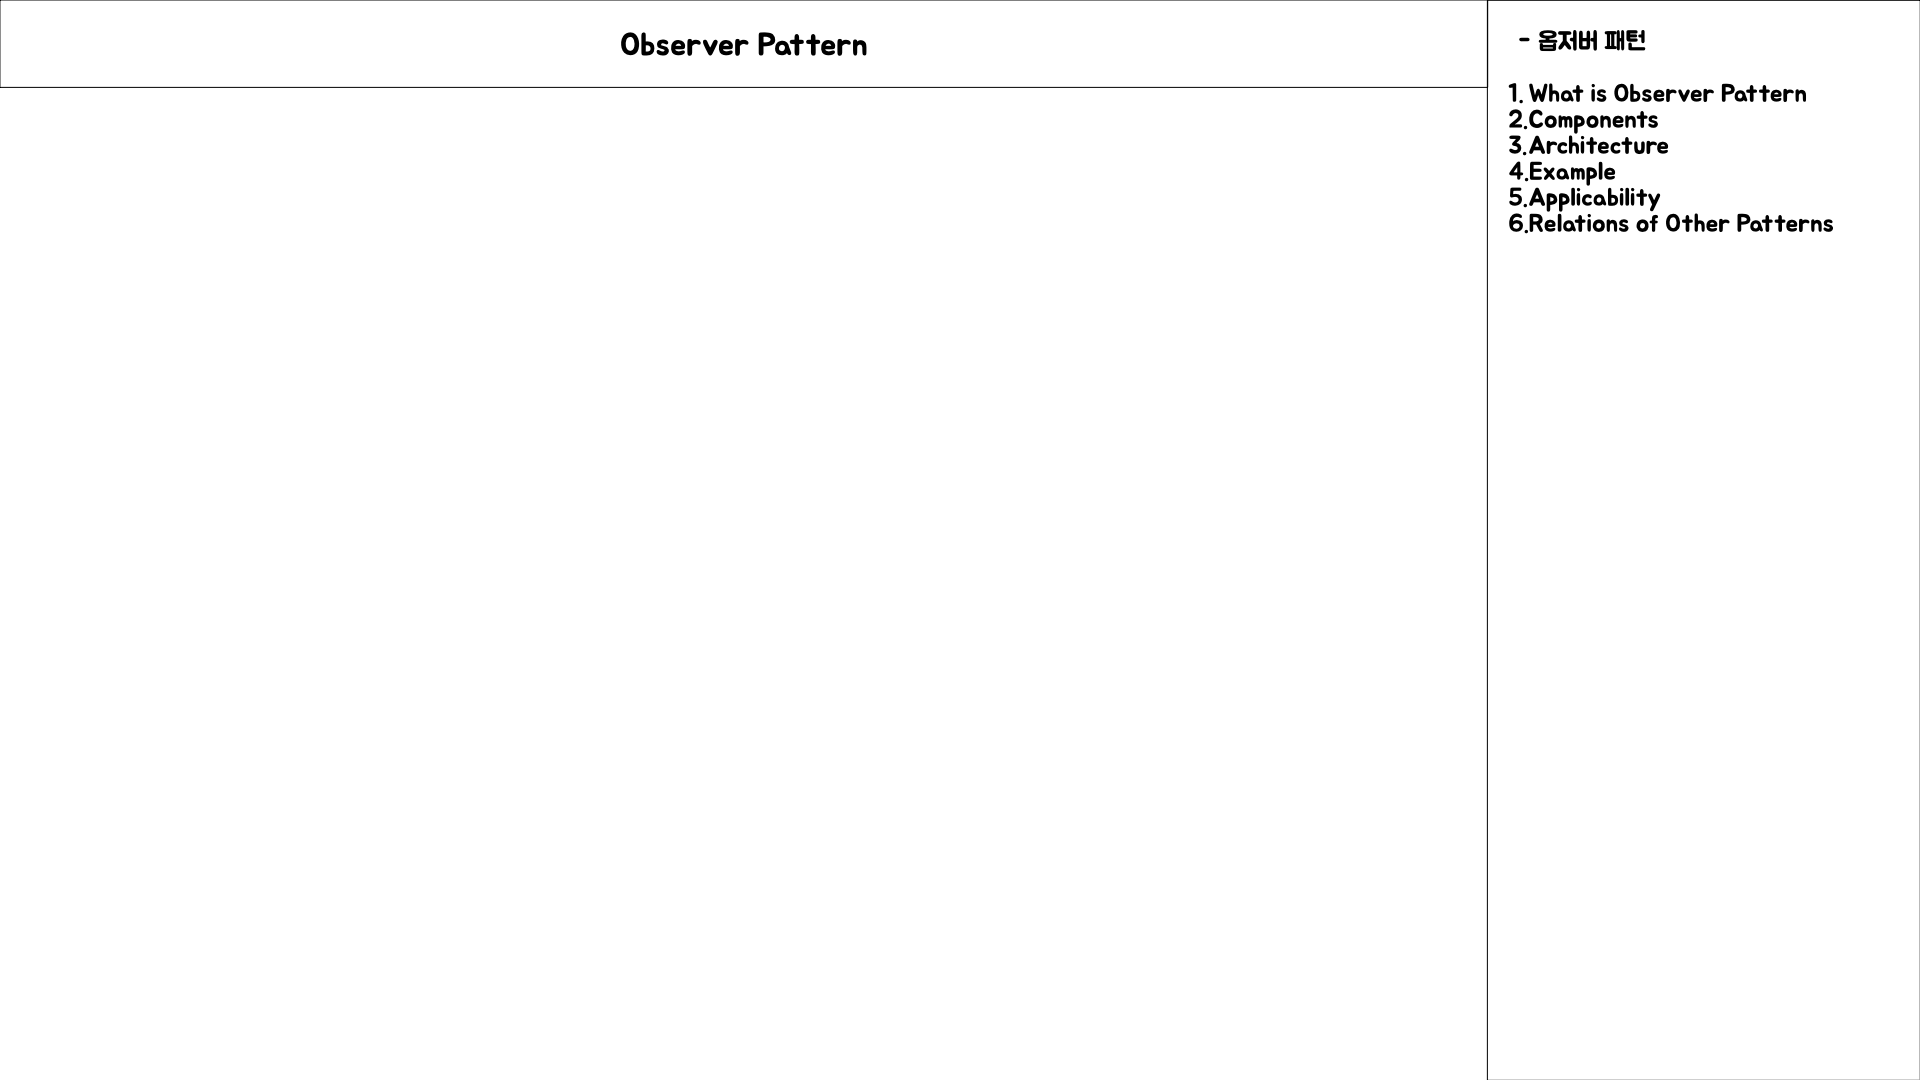 Observer Pattern
- 옵저버 패턴
1. What is Observer Pattern
2.Components
3.Architecture
4.Example
5.Applicability
6.Relations of Other Patterns